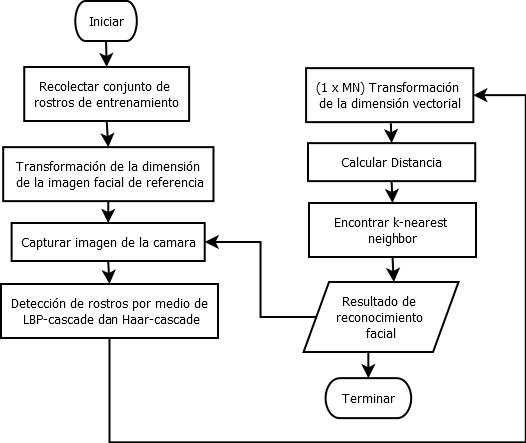 Iniciar
Recolectar conjunto de
rostros de entrenamiento
Transformación de la dimensión
de la imagen facial de referencia
Capturar imagen de la camara
Detección de rostros por medio de
LBP-cascade dan Haar-cascade
(1 x MN) Transformación
de la dimensión vectorial
Calcular Distancia
Encontrar k-nearest
neighbor
Resultado de
reconocimiento
facial
Terminar